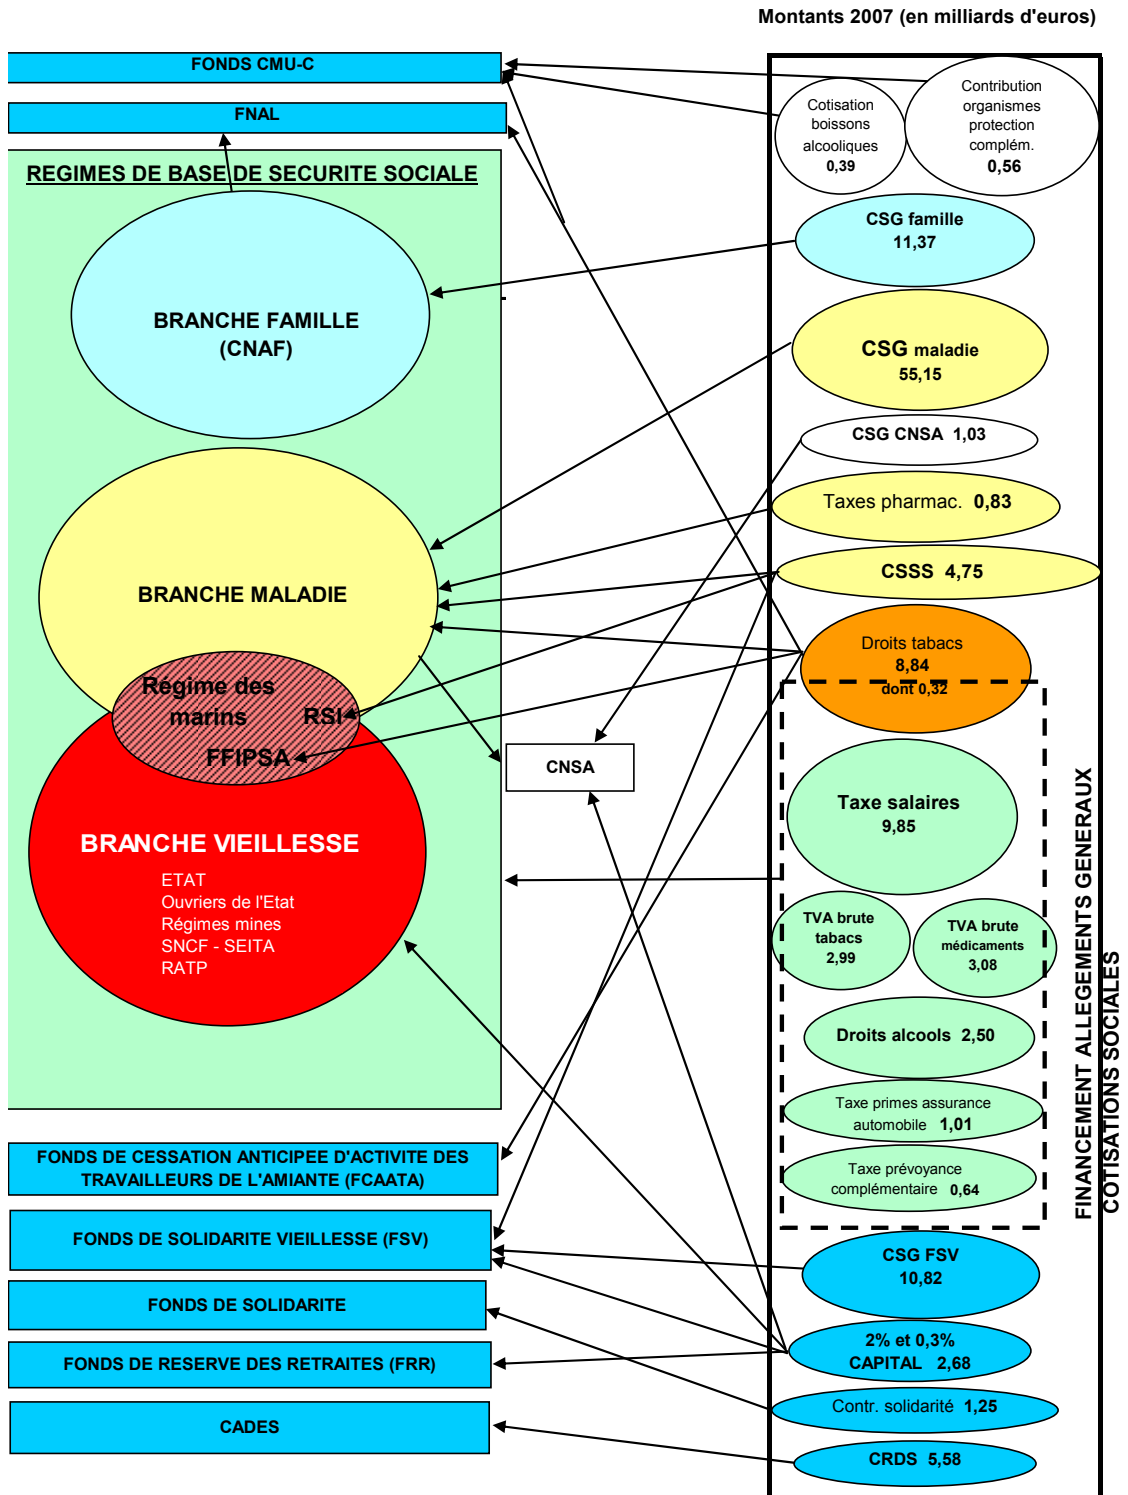 Montants 2007 (en milliards d'euros)
FONDS CMU-C
FNAL
REGIMES DE BASE DE SECURITE SOCIALE
BRANCHE FAMILLE
(CNAF)
BRANCHE MALADIE
Régime des
marins RSI
FFIPSA
BRANCHE VIEILLESSE
ETAT
Ouvriers de l'Etat
Régimes mines
SNCF - SEITA
RATP
FONDS DE CESSATION ANTICIPEE D'ACTIVITE DES
TRAVAILLEURS DE L'AMIANTE (FCAATA)
FONDS DE SOLIDARITE VIEILLESSE (FSV)
FONDS DE SOLIDARITE
FONDS DE RESERVE DES RETRAITES (FRR)
CADES
CNSA
Cotisation
boissons
alcooliques
0,39
Contribution
organismes
protection
complém.
0,56
CSG famille
11,37
CSG maladie
55,15
CSG CNSA 1,03
Taxes pharmac. 0,83
CSSS 4,75
Droits tabacs
8,84
dont 0,32
Taxe salaires
9,85
TVA brute
tabacs
2,99
TVA brute
médicaments
3,08
Droits alcools 2,50
Taxe primes assurance
automobile 1,01
Taxe prévoyance
complémentaire 0,64
CSG FSV
10,82
2% et 0,3%
CAPITAL 2,68
Contr. solidarité 1,25
CRDS 5,58
FINANCEMENT ALLEGEMENTS GENERAUX
COTISATIONS SOCIALES